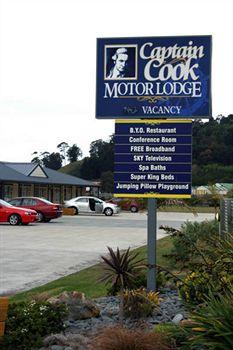 Captain
Cook
MOTOR LODGE
VACANCY
B.Y.O. Restaurant
Conference Room
FREE Broadband
SKY Television
Spa Baths
Super King Beds
Jumping Pillow Playground